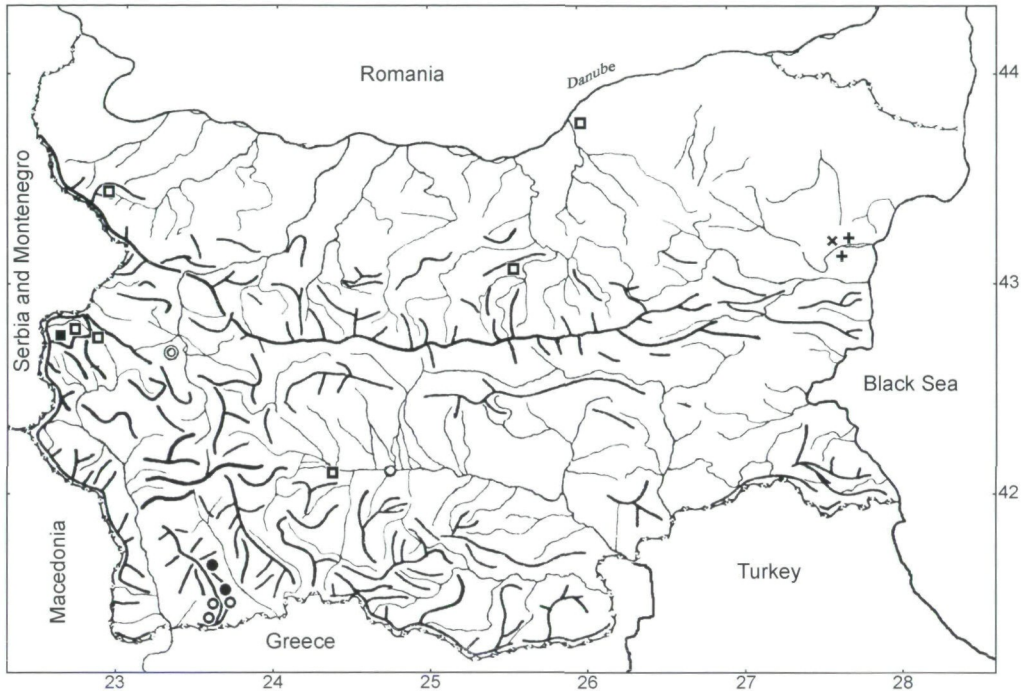 Romania
Danube
44
Serbia and Montenegro
43
Black Sea
42
Macedonia
Turkey
Greece
23 24 25 26 27 28